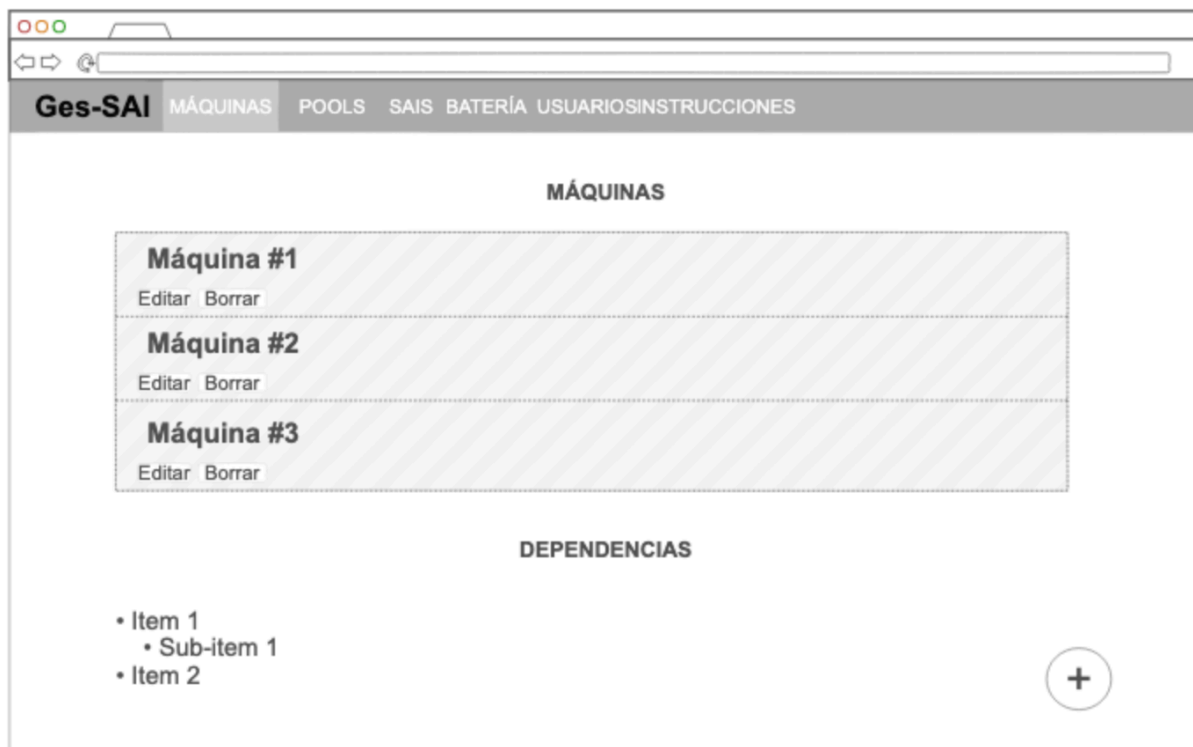 Ges-SAI MÁQUINAS POOLS SAIS BATERÍA USUARIOSINSTRUCCIONES
MÁQUINAS
Máquina #1
Editar Borrar
Máquina #2
Editar Borrar
Máquina #3
Editar Borrar
DEPENDENCIAS
• Item 1
• Sub-item 1
• Item 2
+